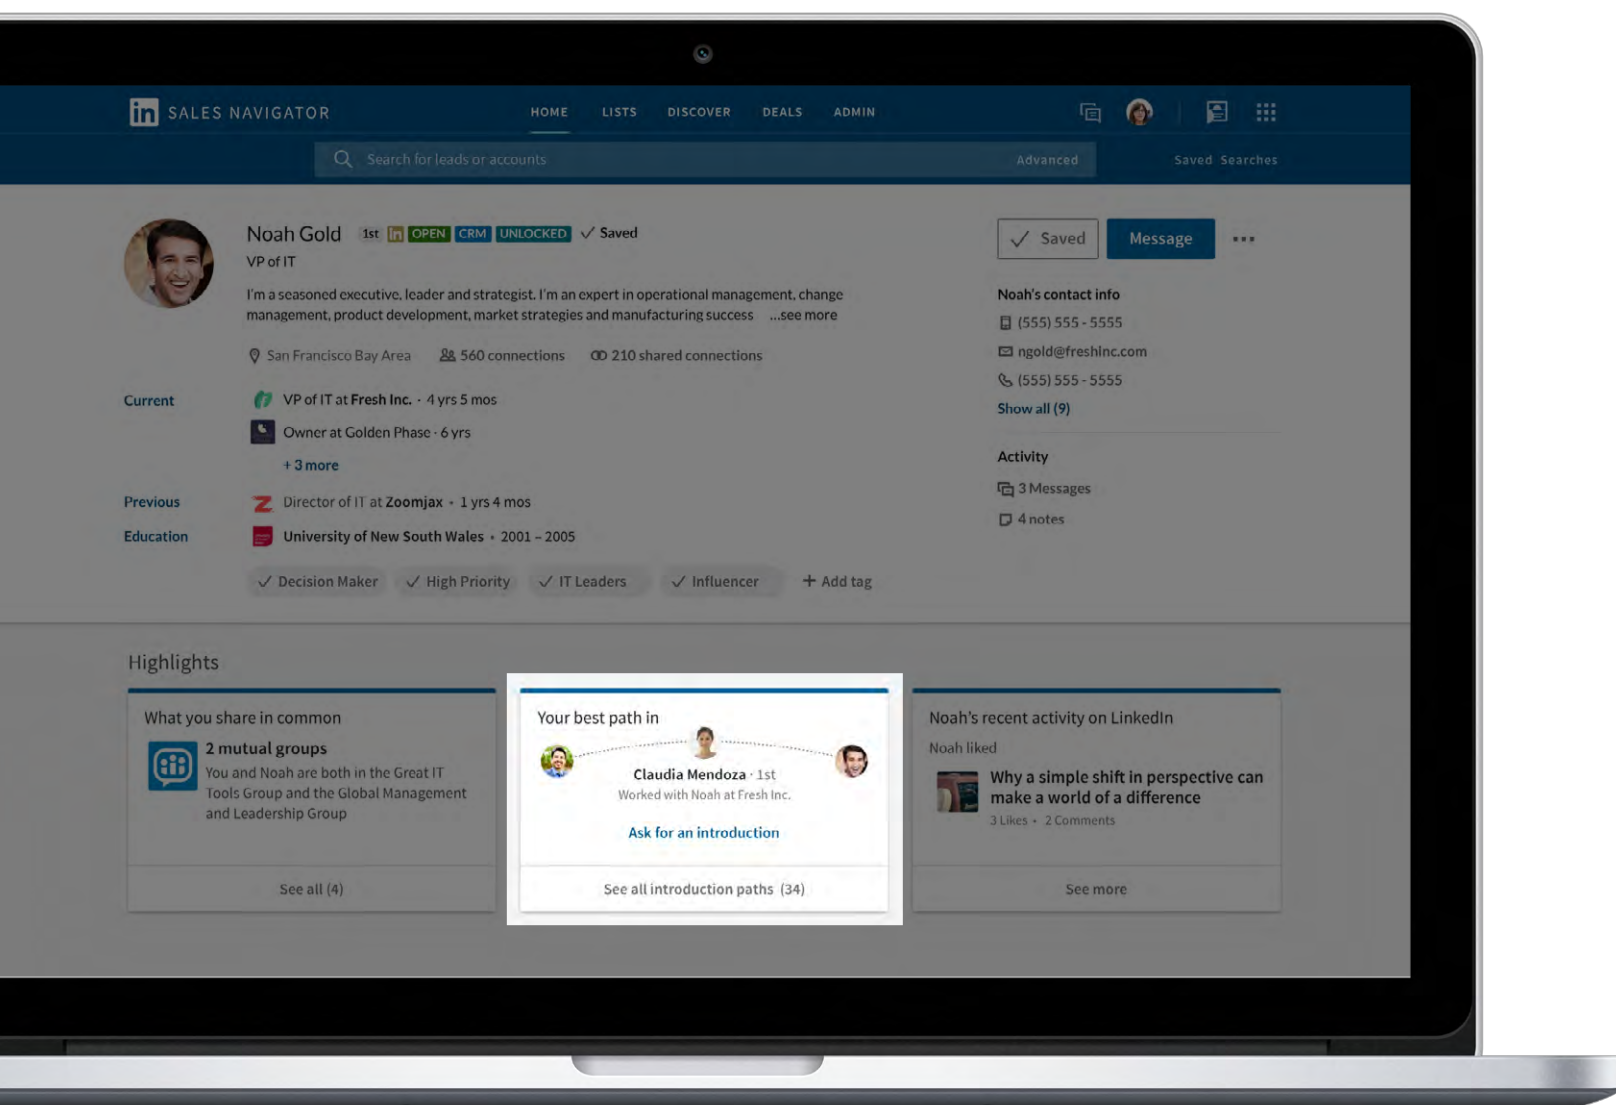 in SALES NAVIGATOR
HOME LISTS DISCOVER DEALS ADMIN
Search for leads or accounts
Advanced
Saved Searches
Noah Gold 1st in OPEN CRM UNLOCKED Saved
VP of IT
I'm a seasoned executive, leader and strategist. I'm an expert in operational management, change
management, product development, market strategies and manufacturing success ...see more
San Francisco Bay Area 560 connections 210 shared connections
Current
VP of IT at Fresh Inc. · 4 yrs 5 mos
Owner at Golden Phase · 6 yrs
+ 3 more
Previous
Director of IT at Zoomjax • 1 yrs 4 mos
Education
University of New South Wales • 2001 – 2005
Decision Maker High Priority IT Leaders Influencer + Add tag
Saved
Message
Noah's contact info
(555) 555 - 5555
ngold@freshInc.com
(555) 555 - 5555
Show all (9)
Activity
3 Messages
4 notes
Highlights
What you share in common
2 mutual groups
You and Noah are both in the Great IT
Tools Group and the Global Management
and Leadership Group
See all (4)
Your best path in
Claudia Mendoza · 1st
Worked with Noah at Fresh Inc.
Ask for an introduction
See all introduction paths (34)
Noah's recent activity on LinkedIn
Noah liked
Why a simple shift in perspective can
make a world of a difference
3 Likes • 2 Comments
See more